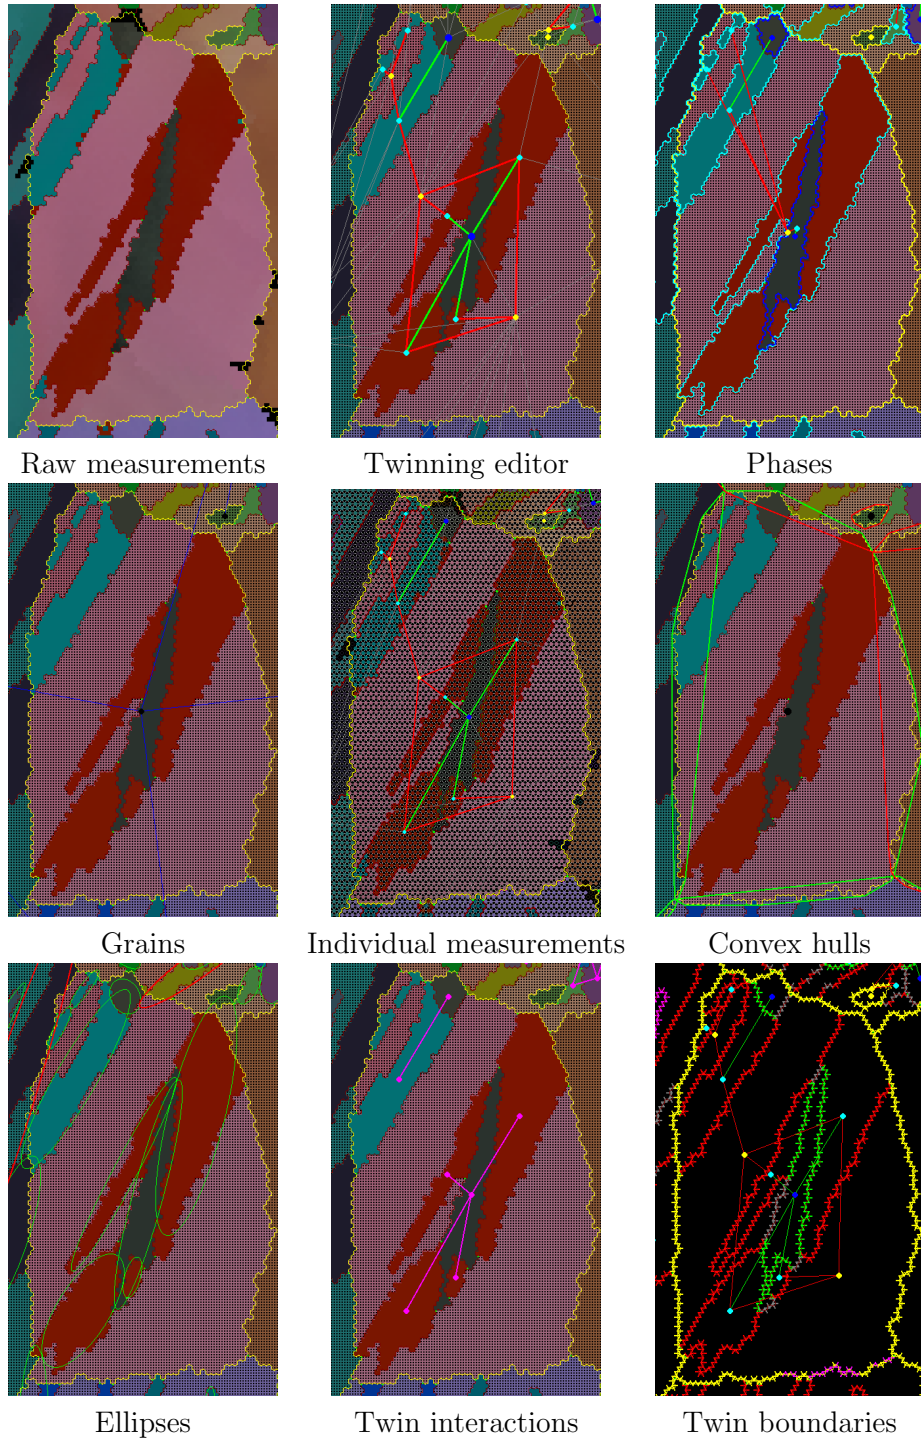 Raw measurements
Twinning editor
Phases
Grains
Individual measurements
Convex hulls
Ellipses
Twin interactions
Twin boundaries